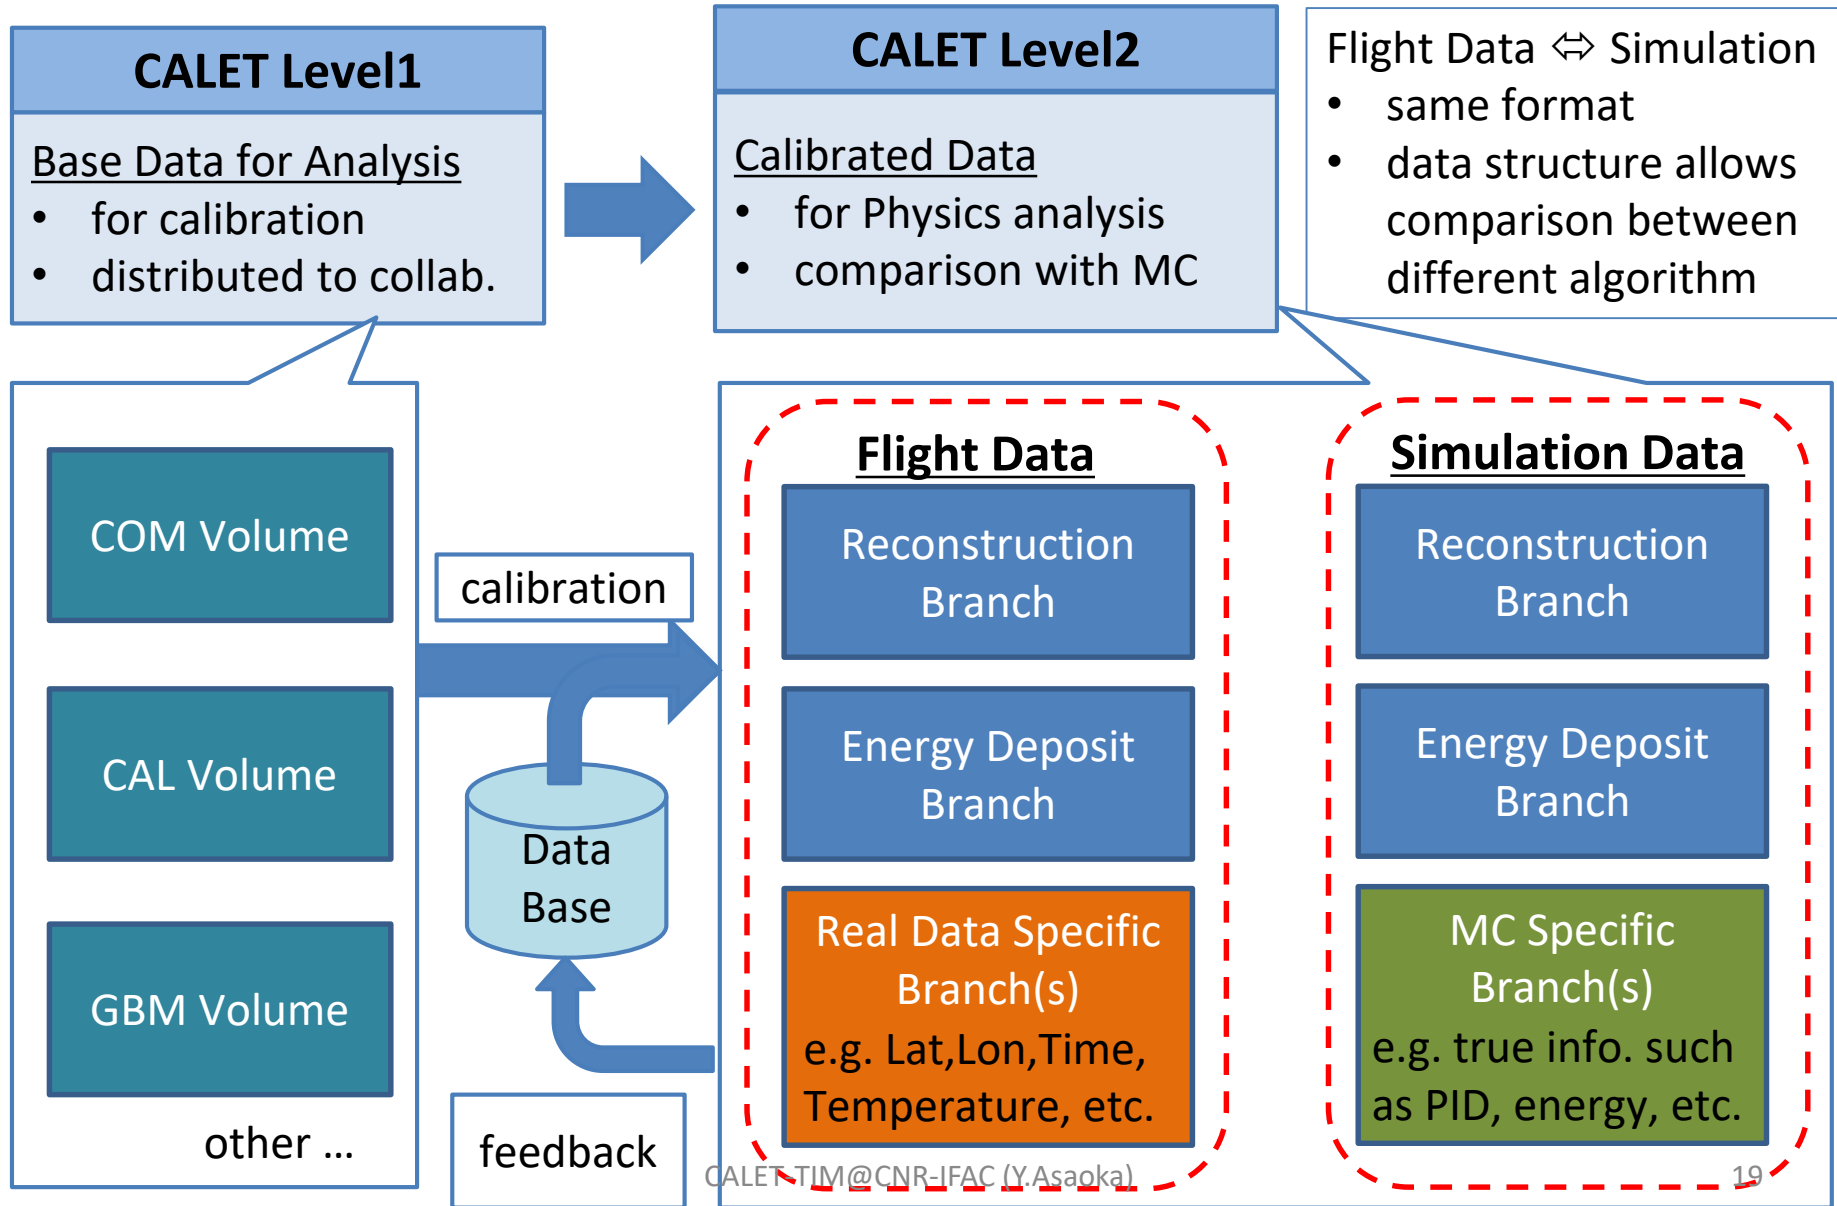 CALET Level1
Base Data for Analysis
• for calibration
• distributed to collab.
CALET Level2
Calibrated Data
• for Physics analysis
• comparison with MC
Flight Data ⇔ Simulation
• same format
• data structure allows
comparison between
different algorithm
COM Volume
CAL Volume
GBM Volume
other ...
calibration
Data
Base
feedback
Flight Data
Reconstruction
Branch
Energy Deposit
Branch
Real Data Specific
Branch(s)
e.g. Lat,Lon,Time,
Temperature, etc.
Simulation Data
Reconstruction
Branch
Energy Deposit
Branch
MC Specific
Branch(s)
e.g. true info. such
as PID, energy, etc.
CALET-TIM@CNR-IFAC (Y.Asaoka)
19